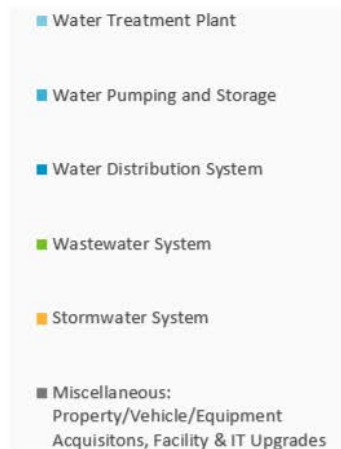 Water Treatment Plant
Water Pumping and Storage
Water Distribution System
Wastewater System
Stormwater System
Miscellaneous:
Property/Vehicle/Equipment
Acquisitons, Facility & IT Upgrades